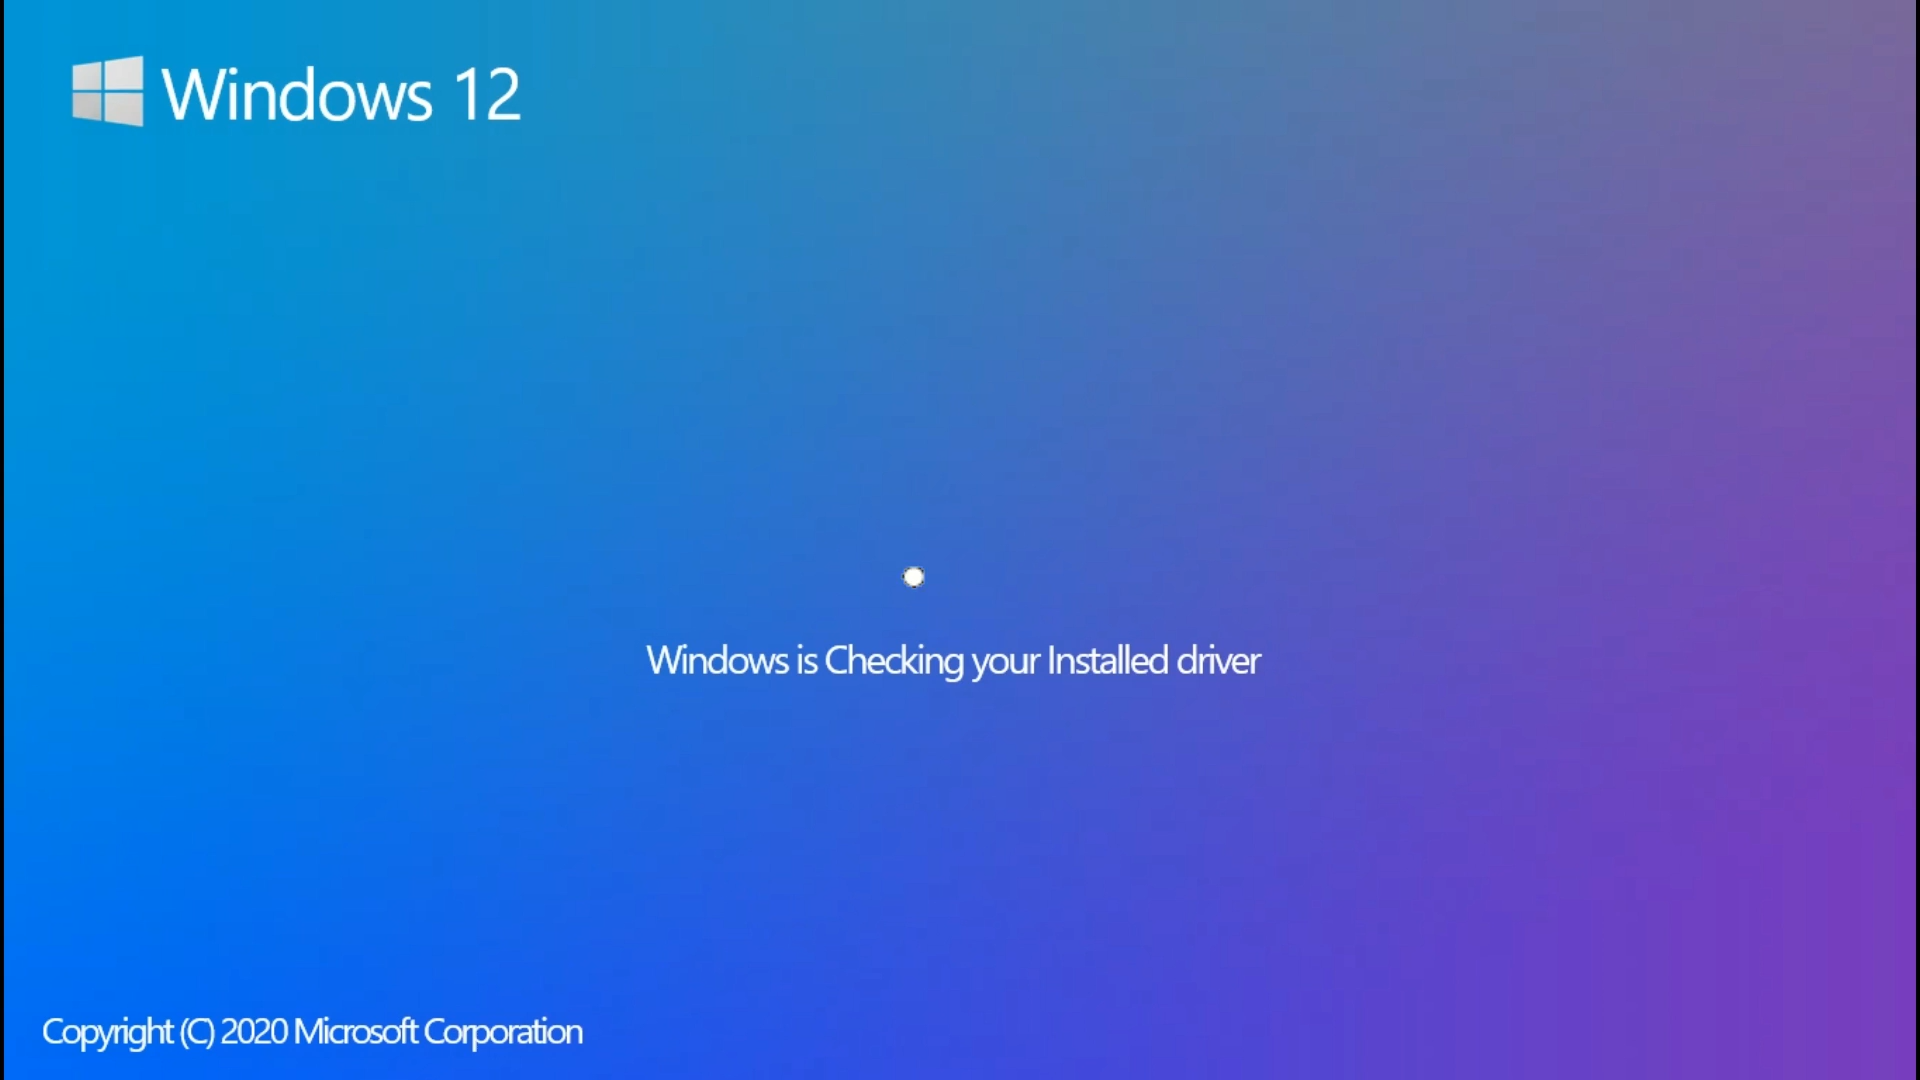 Windows 12
Windows is Checking your Installed driver
Copyright (C) 2020 Microsoft Corporation